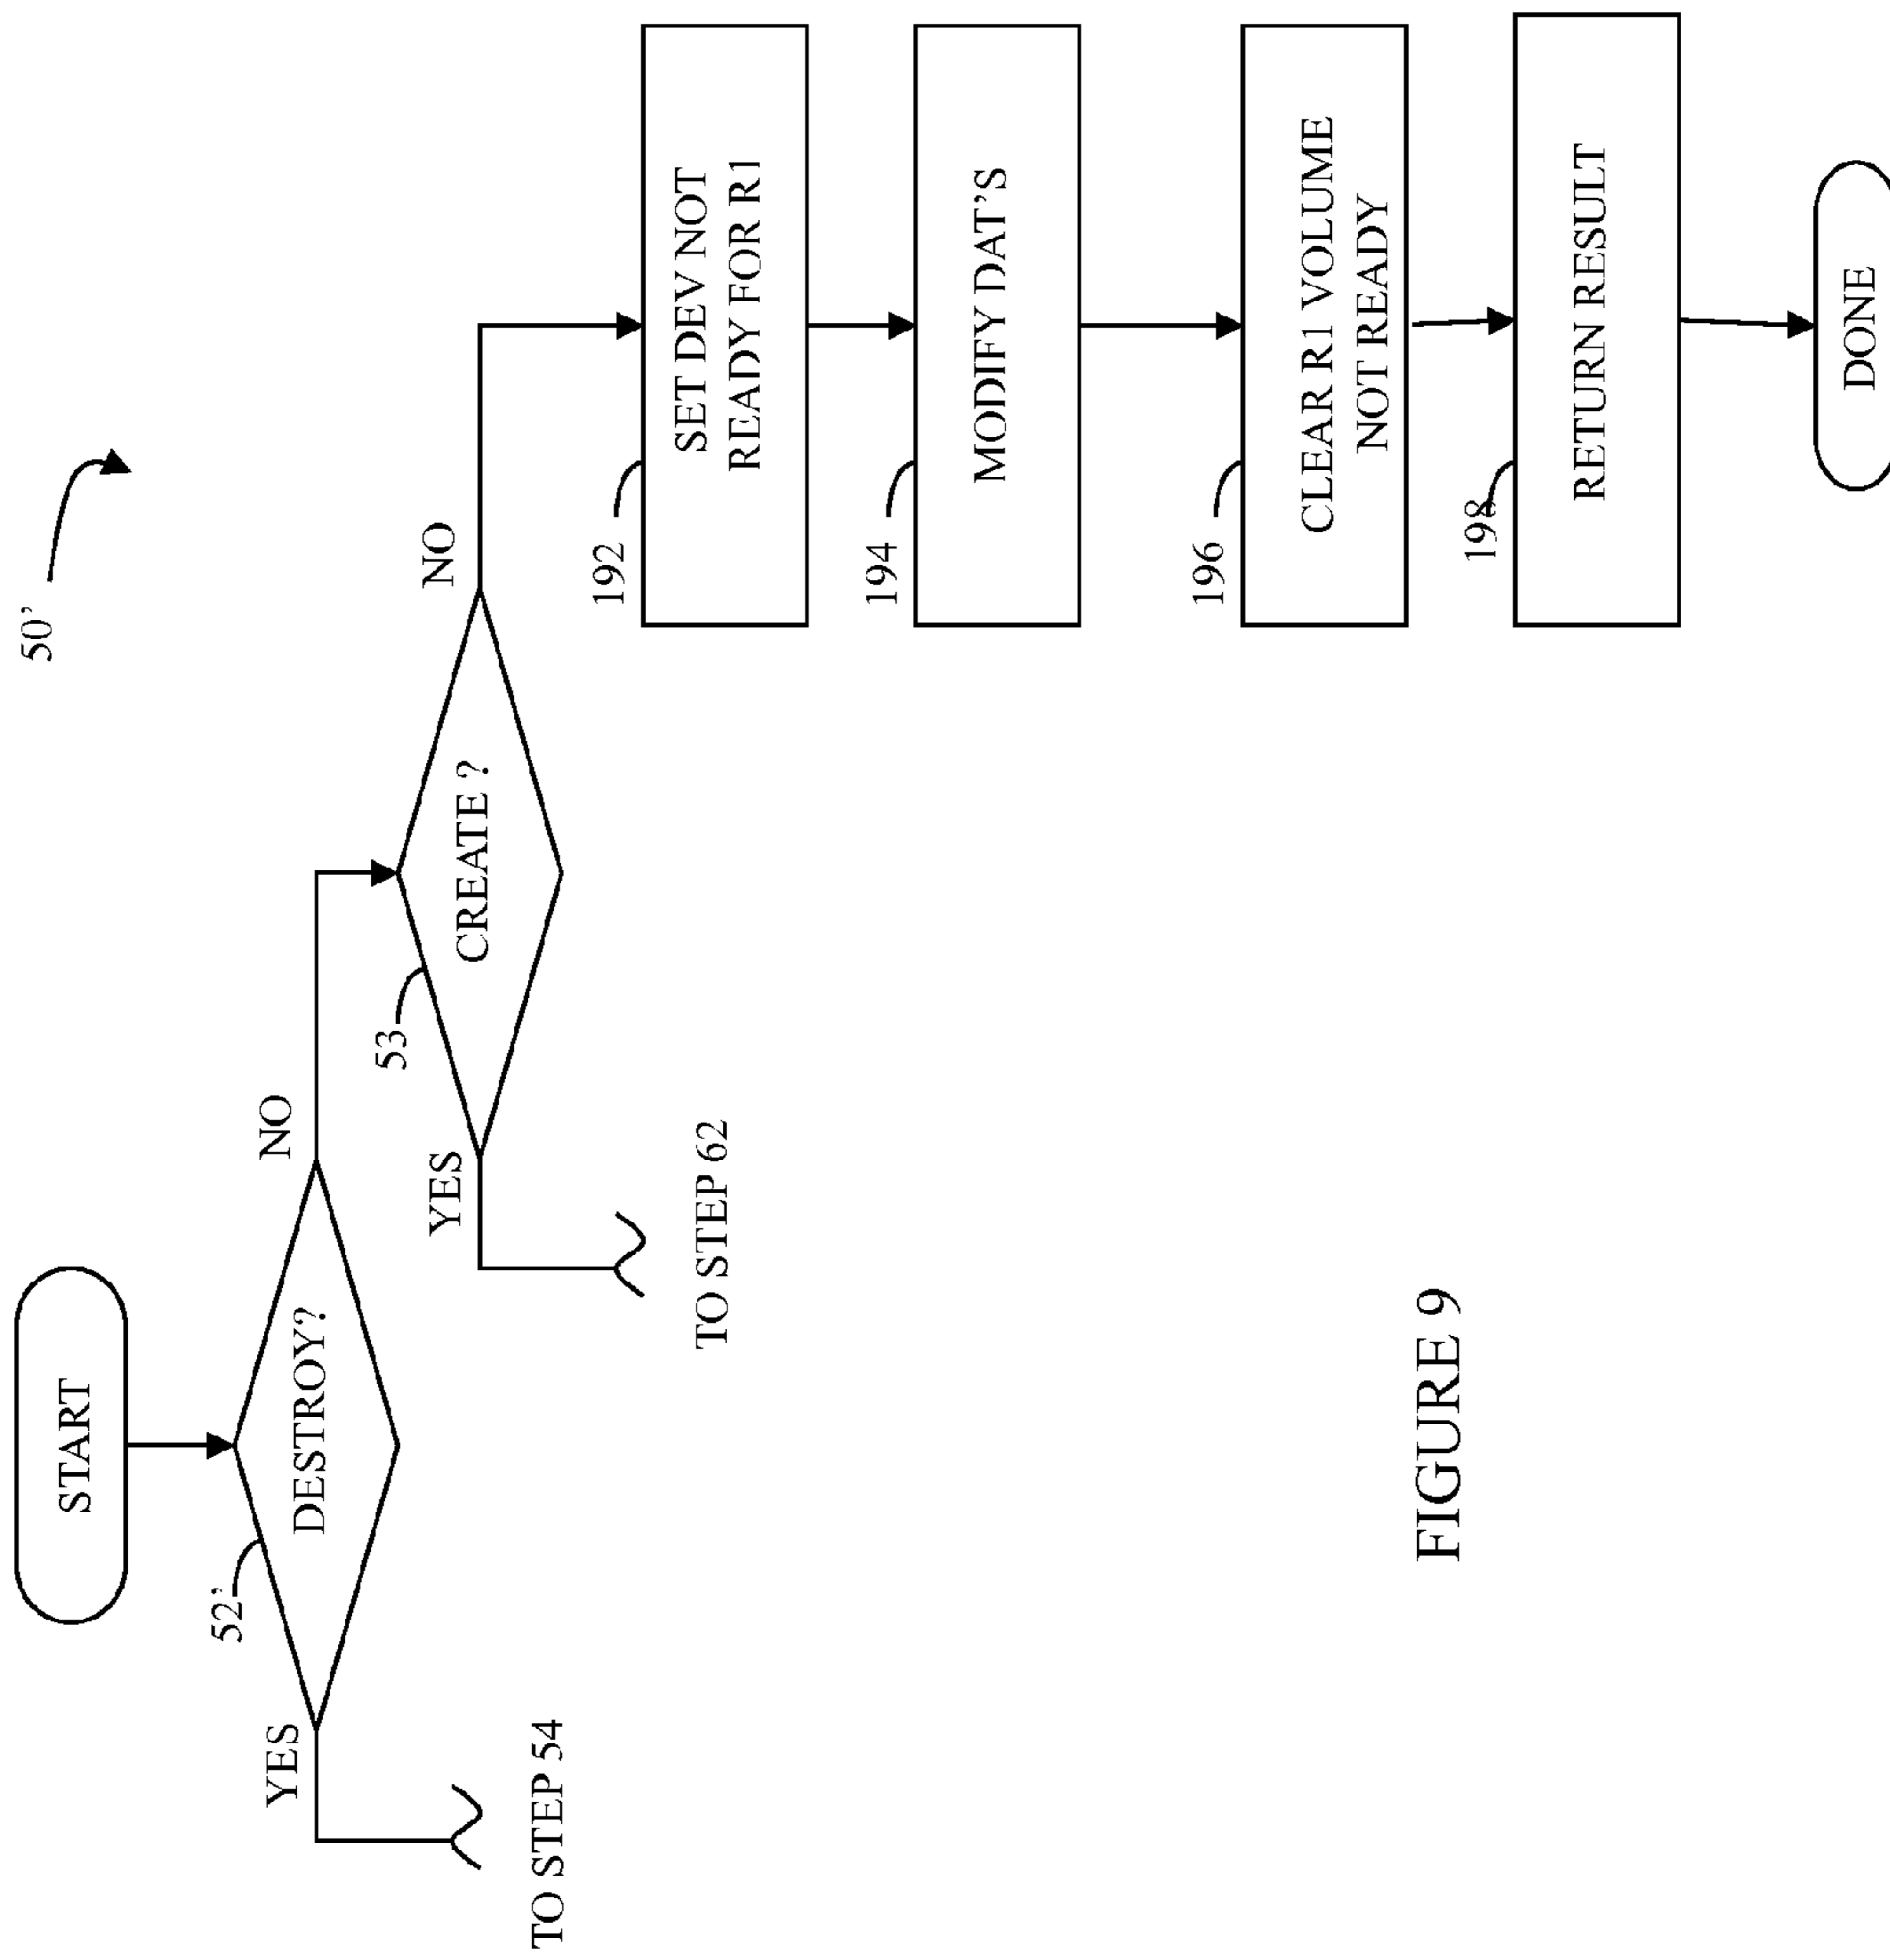 50’
START
52’
DESTROY?
YES
NO
TO STEP 54
53
CREATE ?
YES
NO
TO STEP 62
192
SET DEV NOT
READY FOR R1
194
MODIFY DAT’S
196
CLEAR R1 VOLUME
NOT READY
198
RETURN RESULT
DONE
FIGURE 9